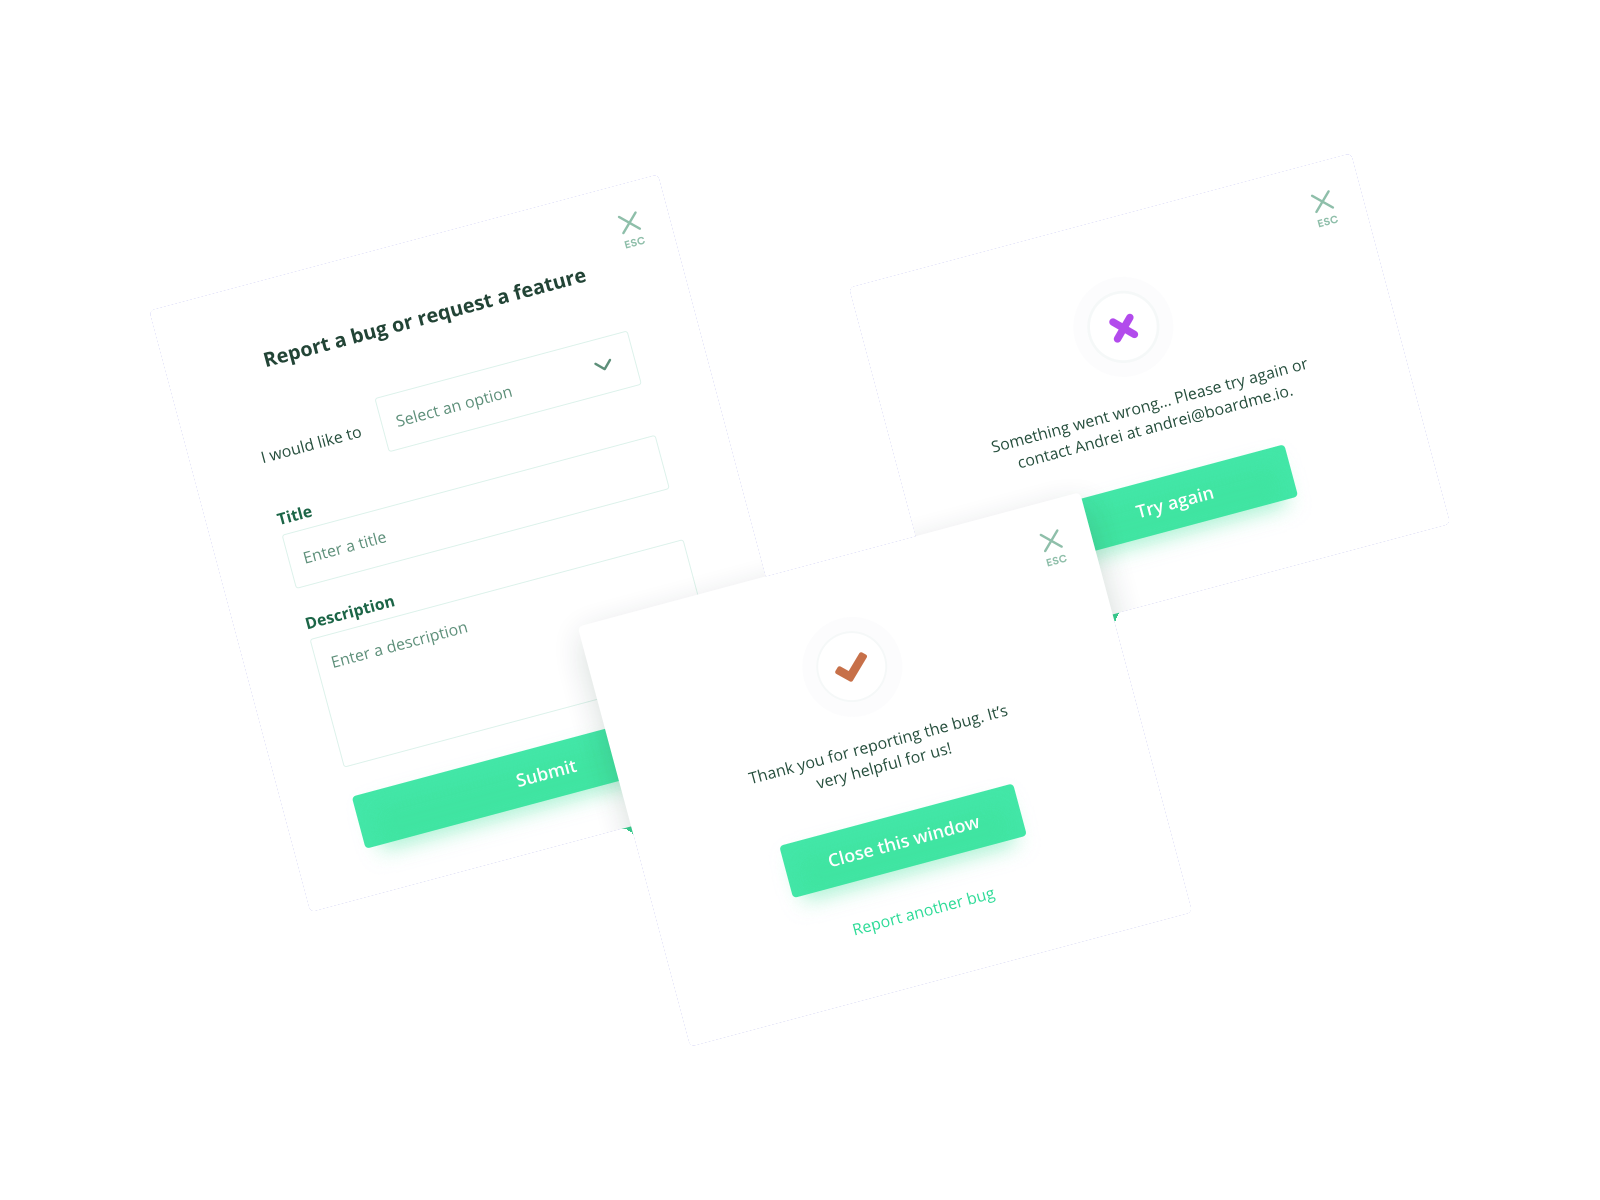 ESC
Report a bug or request a feature
I would like to
Select an option
Title
Enter a title
Description
Enter a description
Submit
ESC
Something went wrong... Please try again or
contact Andrei at andrei@boardme.io.
Try again
ESC
Thank you for reporting the bug. It’s
very helpful for us!
Close this window
Report another bug